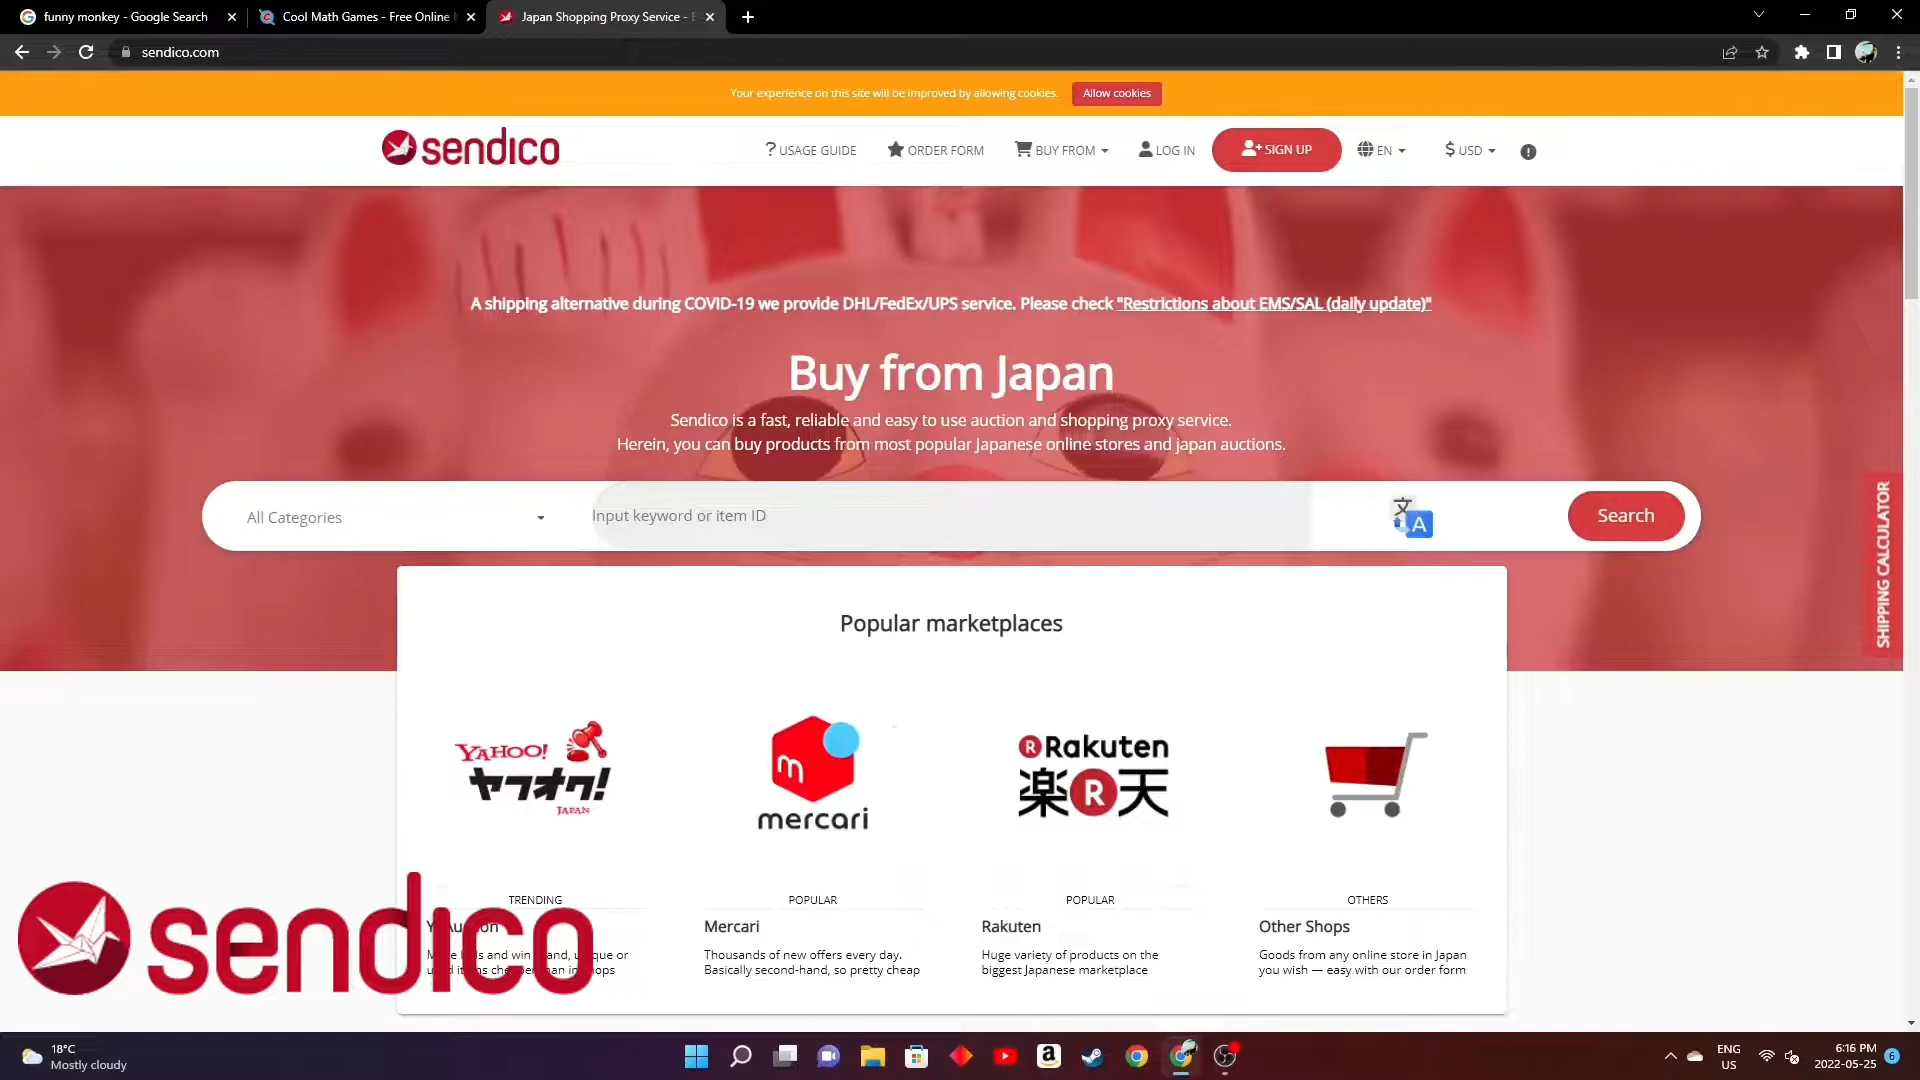 funny monkey - Google Search
Cool Math Games - Free Online
Japan Shopping Proxy Service -
sendico.com
Your experience on this site will be improved by allowing cookies.
Allow cookies
sendico
? USAGE GUIDE
ORDER FORM
BUY FROM
LOG IN
SIGN UP
EN
$ USD
A shipping alternative during COVID-19 we provide DHL/FedEx/UPS service. Please check "Restrictions about EMS/SAL (daily update)"
Buy from Japan
Sendico is a fast, reliable and easy to use auction and shopping proxy service.
Herein, you can buy products from most popular Japanese online stores and japan auctions.
All Categories
Input keyword or item ID
文 A
Search
SHIPPING CALCULATOR
Popular marketplaces
YAHOO!
ヤフオク!
JAPAN
m
mercari
R Rakuten
楽R天
TRENDING
POPULAR
Mercari
Thousands of new offers every day.
Basically second-hand, so pretty cheap
POPULAR
Rakuten
Huge variety of products on the
biggest Japanese marketplace
OTHERS
Other Shops
Goods from any online store in Japan
you wish — easy with our order form
sendico
18°C
Mostly cloudy
a
ENG
US
6:16 PM
2022-05-25
6